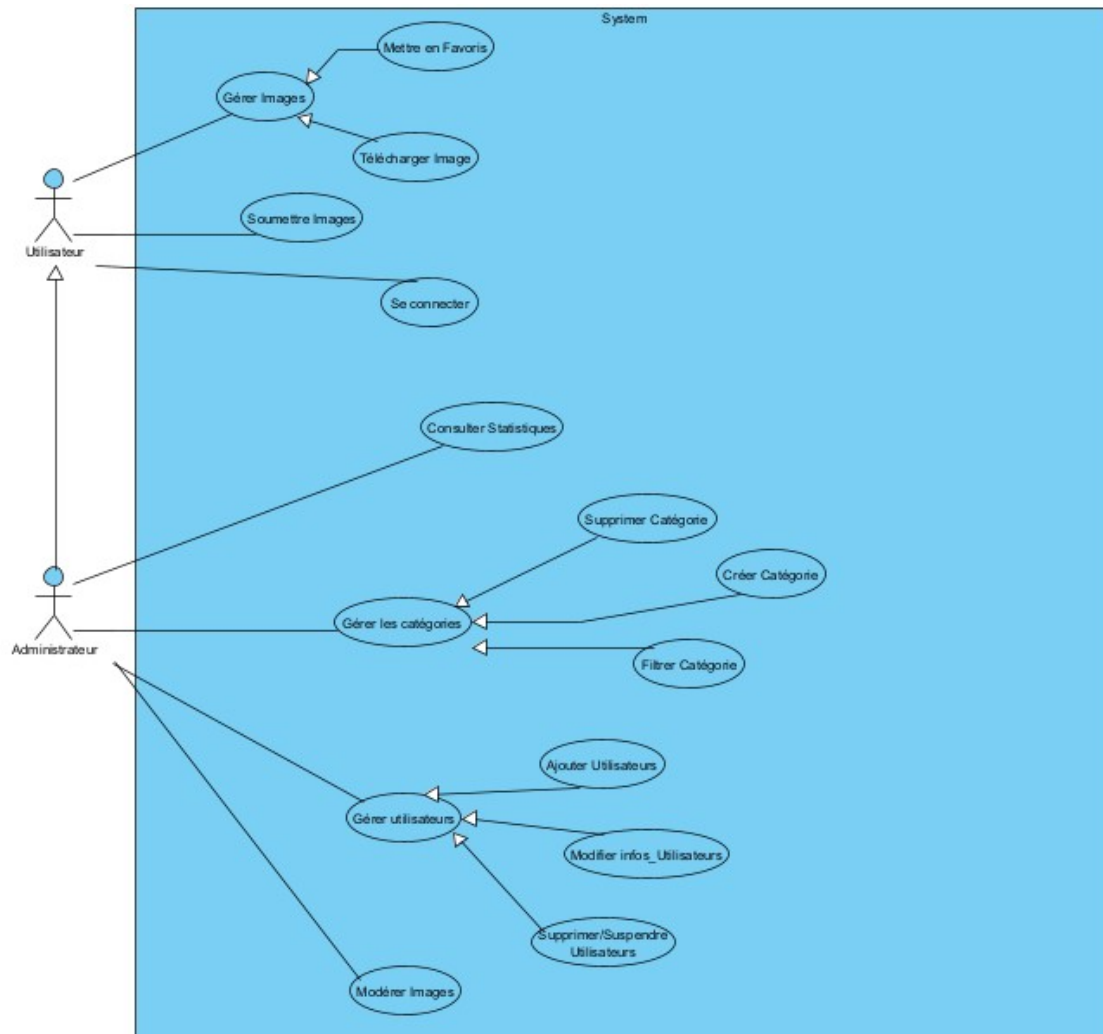 System
Mettre en Favoris
Gérer Images
Télécharger Image
Soumettre Images
Utilisateur
Se connecter
Consulter Statistiques
Supprimer Catégorie
Créer Catégorie
Gérer les catégories
Administrateur
Filtrer Catégorie
Ajouter Utilisateurs
Gérer utilisateurs
Modifier infos_Utilisateurs
Supprimer/Suspendre
Utilisateurs
Modérer Images